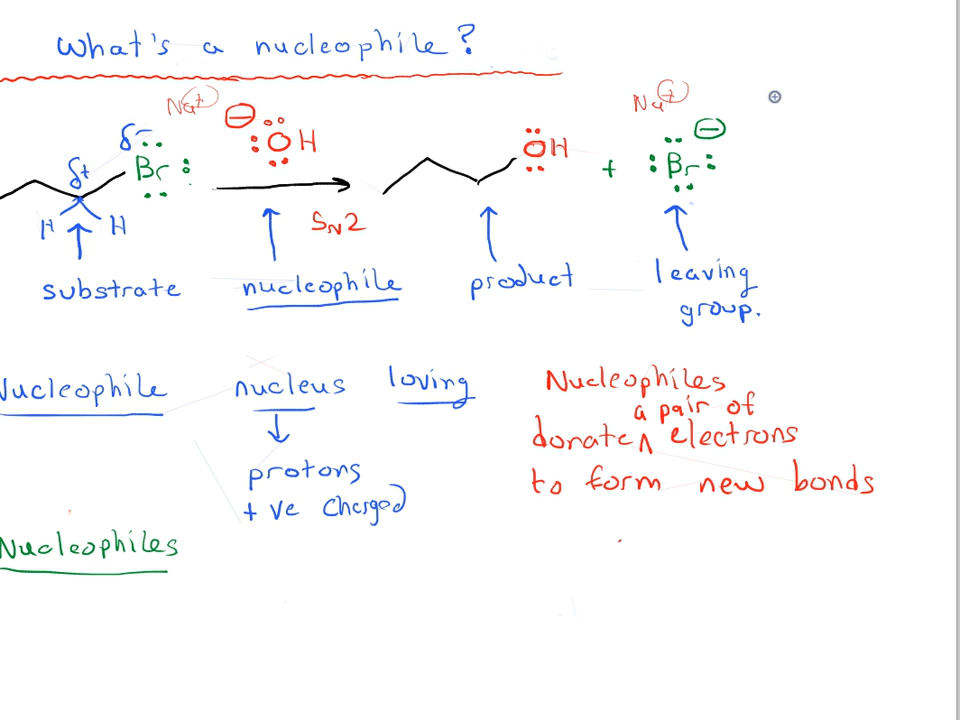 What's a nucleophile?
Na+ Na+
δ- δ+ Br ⊖ :ÖH OH + :Br: ⊖
H H SN2
substrate nucleophile product leaving group.
Nucleophile nucleus loving
protons
+ve charged
Nucleophiles
donate ^ a pair of electrons
to form new bonds
Nucleophiles